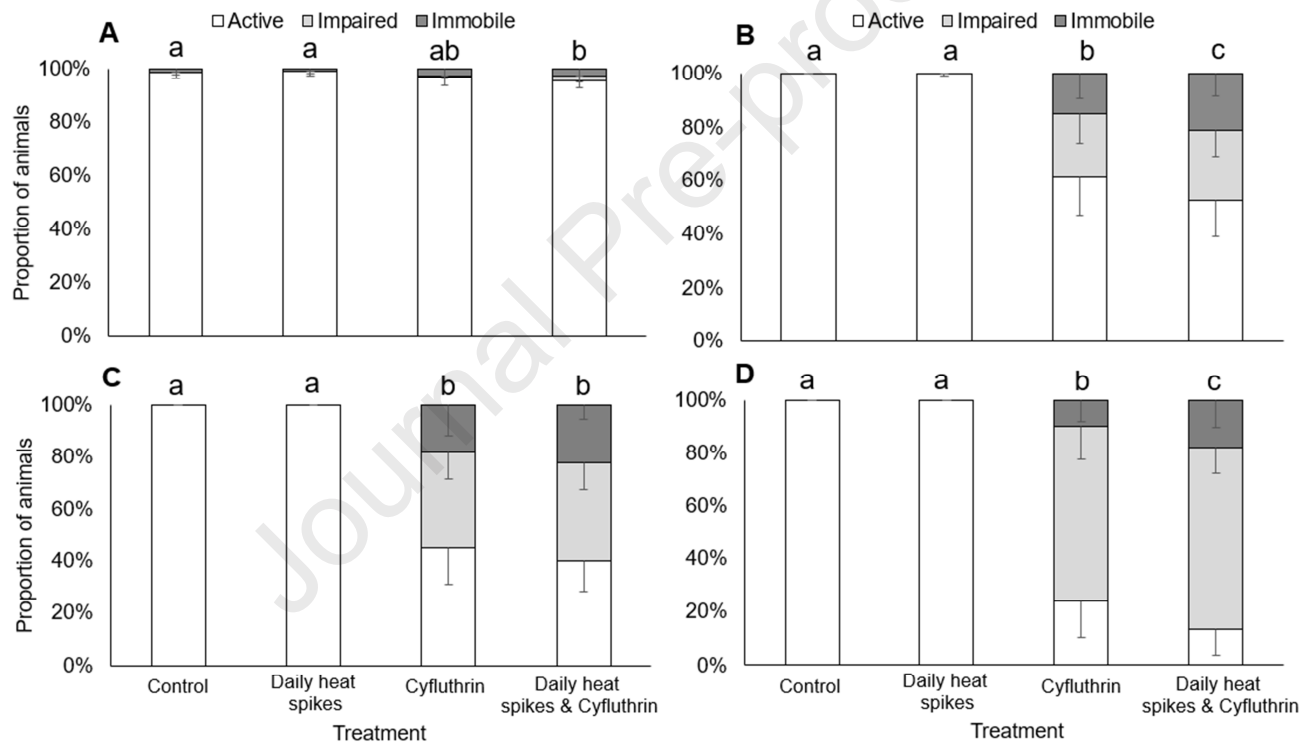 Active Impaired Immobile
A
a a ab b
100%
80%
60%
40%
20%
0%
Proportion of animals
Active Impaired Immobile
B
a a b c
100%
80%
60%
40%
20%
0%
C
a a b b
100%
80%
60%
40%
20%
0%
Proportion of animals
Control
Daily heat
spikes
Cyfluthrin
Daily heat
spikes & Cyfluthrin
Treatment
D
a a b c
100%
80%
60%
40%
20%
0%
Control
Daily heat
spikes
Cyfluthrin
Daily heat
spikes & Cyfluthrin
Treatment
Journal Pre-proo